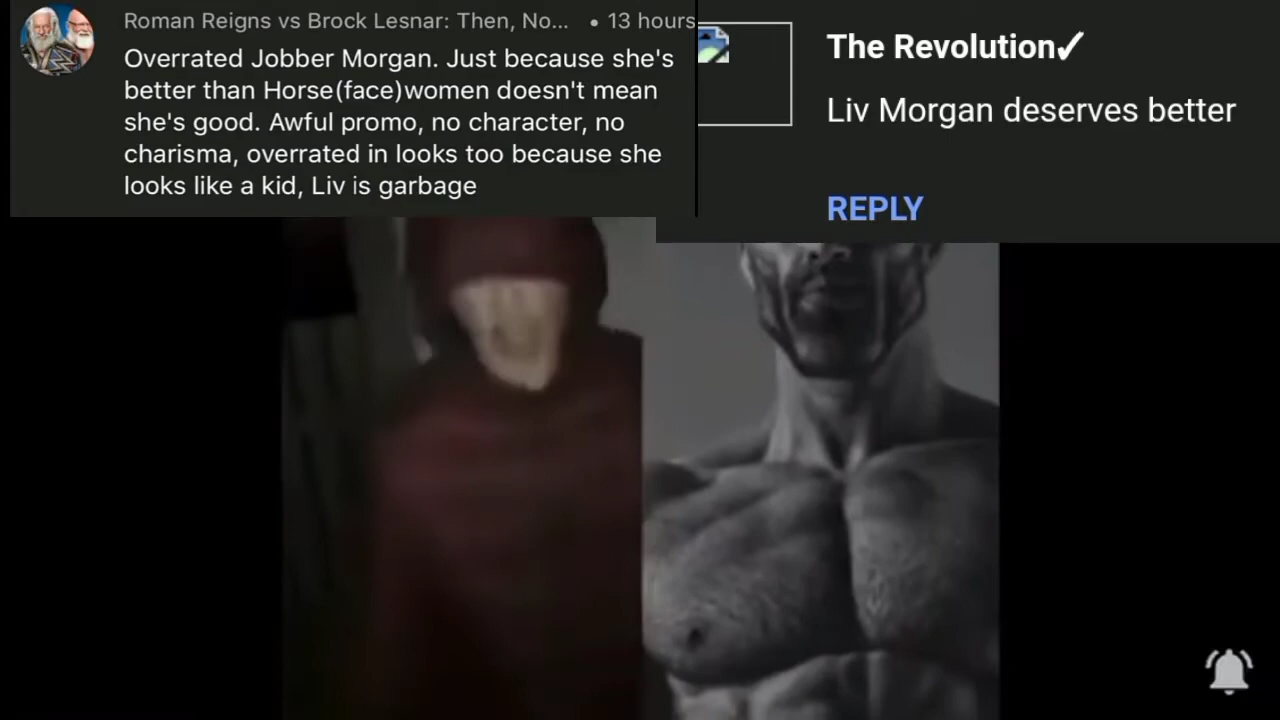 Roman Reigns vs Brock Lesnar: Then, No... • 13 hours
Overrated Jobber Morgan. Just because she's
better than Horse(face)women doesn't mean
she's good. Awful promo, no character, no
charisma, overrated in looks too because she
looks like a kid, Liv is garbage
The Revolution✓
Liv Morgan deserves better
REPLY